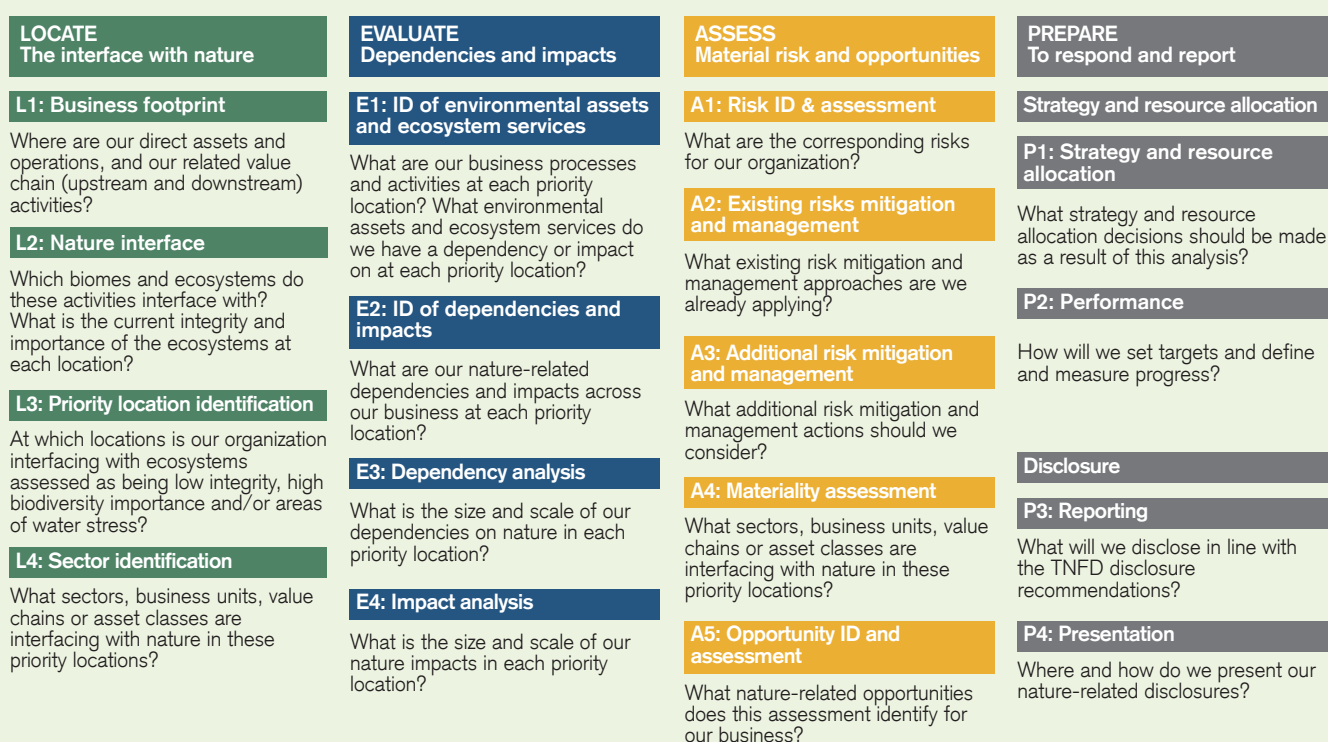 LOCATE
The interface with nature
L1: Business footprint
Where are our direct assets and
operations, and our related value
chain (upstream and downstream)
activities?
L2: Nature interface
Which biomes and ecosystems do
these activities interface with?
What is the current integrity and
importance of the ecosystems at
each location?
L3: Priority location identification
At which locations is our organization
interfacing with ecosystems
assessed as being low integrity, high
biodiversity importance and/or areas
of water stress?
L4: Sector identification
What sectors, business units, value
chains or asset classes are
interfacing with nature in these
priority locations?
EVALUATE
Dependencies and impacts
E1: ID of environmental assets
and ecosystem services
What are our business processes
and activities at each priority
location? What environmental
assets and ecosystem services do
we have a dependency or impact
on at each priority location?
E2: ID of dependencies and
impacts
What are our nature-related
dependencies and impacts across
our business at each priority
location?
E3: Dependency analysis
What is the size and scale of our
dependencies on nature in each
priority location?
E4: Impact analysis
What is the size and scale of our
nature impacts in each priority
location?
ASSESS
Material risk and opportunities
A1: Risk ID & assessment
What are the corresponding risks
for our organization?
A2: Existing risks mitigation
and management
What existing risk mitigation and
management approaches are we
already applying?
A3: Additional risk mitigation
and management
What additional risk mitigation and
management actions should we
consider?
A4: Materiality assessment
What sectors, business units, value
chains or asset classes are
interfacing with nature in these
priority locations?
A5: Opportunity ID and
assessment
What nature-related opportunities
does this assessment identify for
our business?
PREPARE
To respond and report
Strategy and resource allocation
P1: Strategy and resource
allocation
What strategy and resource
allocation decisions should be made
as a result of this analysis?
P2: Performance
How will we set targets and define
and measure progress?
Disclosure
P3: Reporting
What will we disclose in line with
the TNFD disclosure
recommendations?
P4: Presentation
Where and how do we present our
nature-related disclosures?